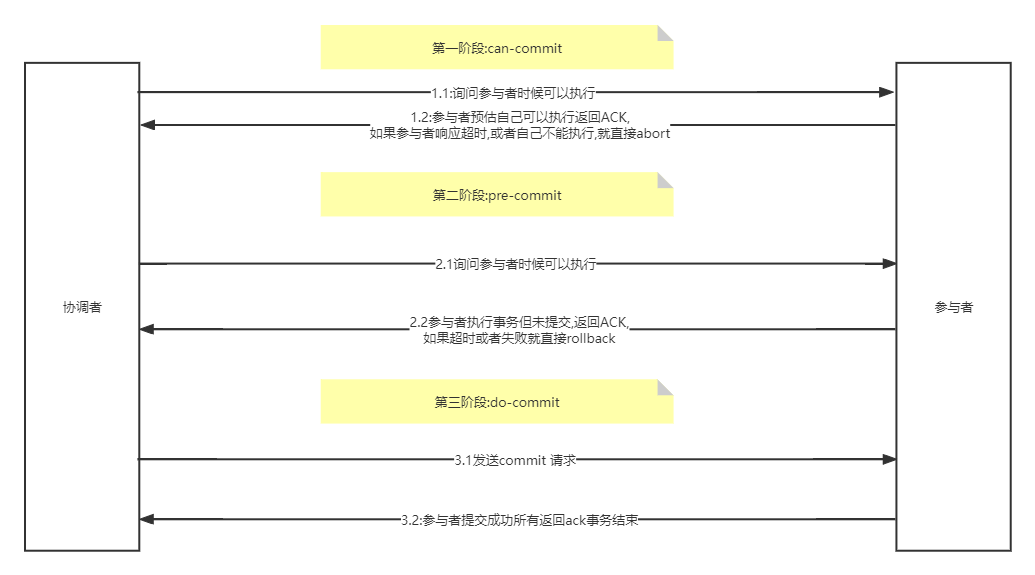 第一阶段:can-commit
1.1:询问参与者时候可以执行
1.2:参与者预估自己可以执行返回ACK,
如果参与者响应超时,或者自己不能执行,就直接abort
第二阶段:pre-commit
2.1询问参与者时候可以执行
协调者
参与者
2.2参与者执行事务但未提交,返回ACK,
如果超时或者失败就直接rollback
第三阶段:do-commit
3.1发送commit 请求
3.2:参与者提交成功所有返回ack事务结束